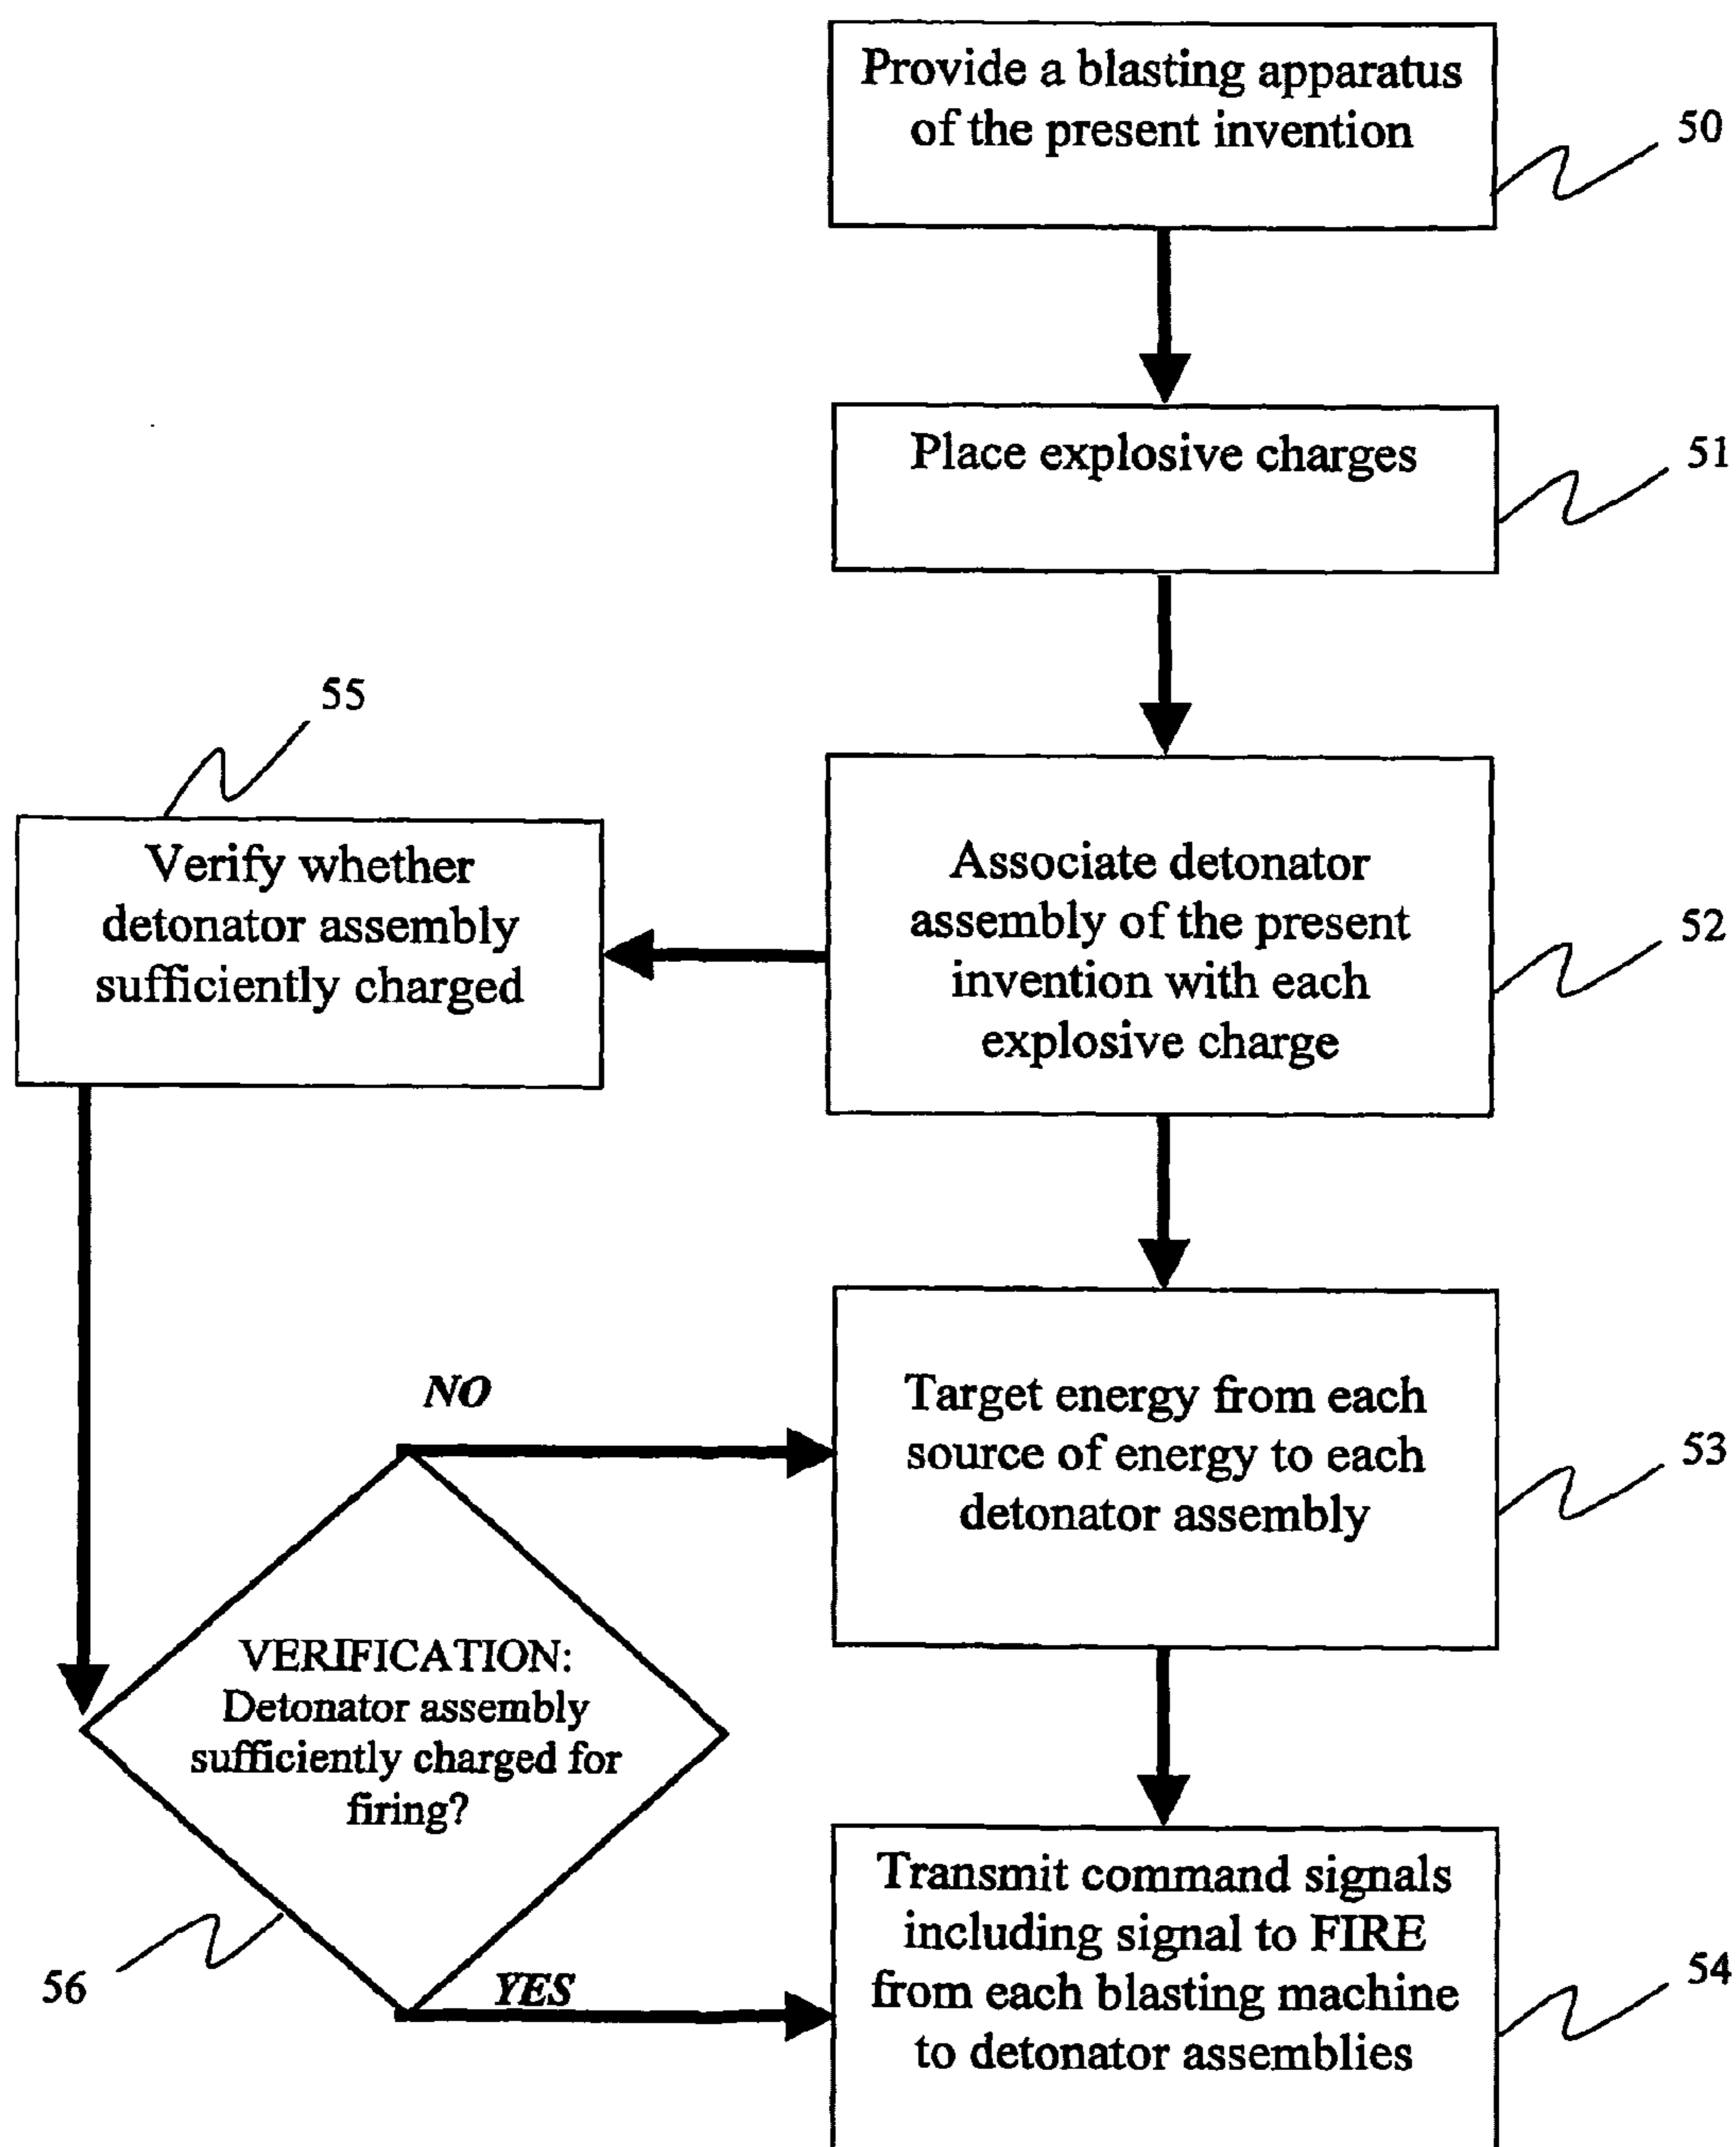 Provide a blasting apparatus
of the present invention
50
Place explosive charges
51
55
Verify whether
detonator assembly
sufficiently charged
Associate detonator
assembly of the present
invention with each
explosive charge
52
NO
Target energy from each
source of energy to each
detonator assembly
53
VERIFICATION:
Detonator assembly
sufficiently charged for
firing?
56
YES
Transmit command signals
including signal to FIRE
from each blasting machine
to detonator assemblies
54